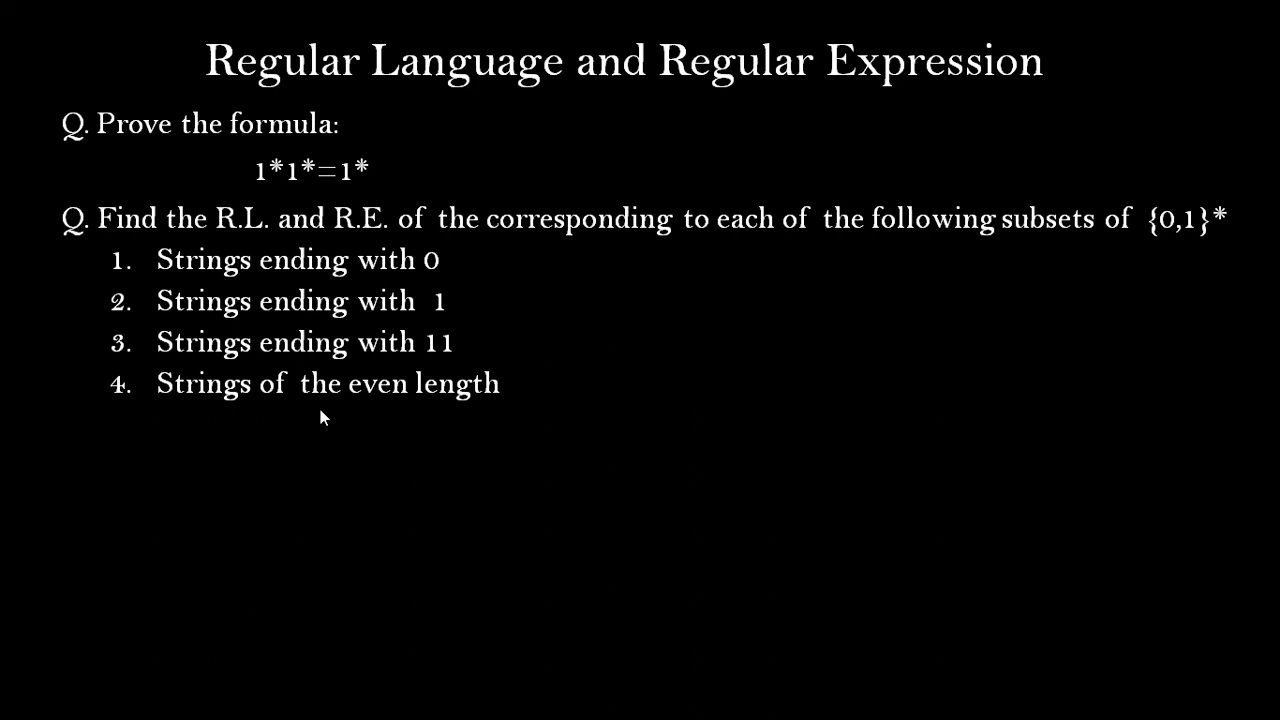 Regular Language and Regular Expression
Q. Prove the formula:
1*1*=1*
Q. Find the R.L. and R.E. of the corresponding to each of the following subsets of {0,1}*
1. Strings ending with 0
2. Strings ending with 1
3. Strings ending with 11
4. Strings of the even length